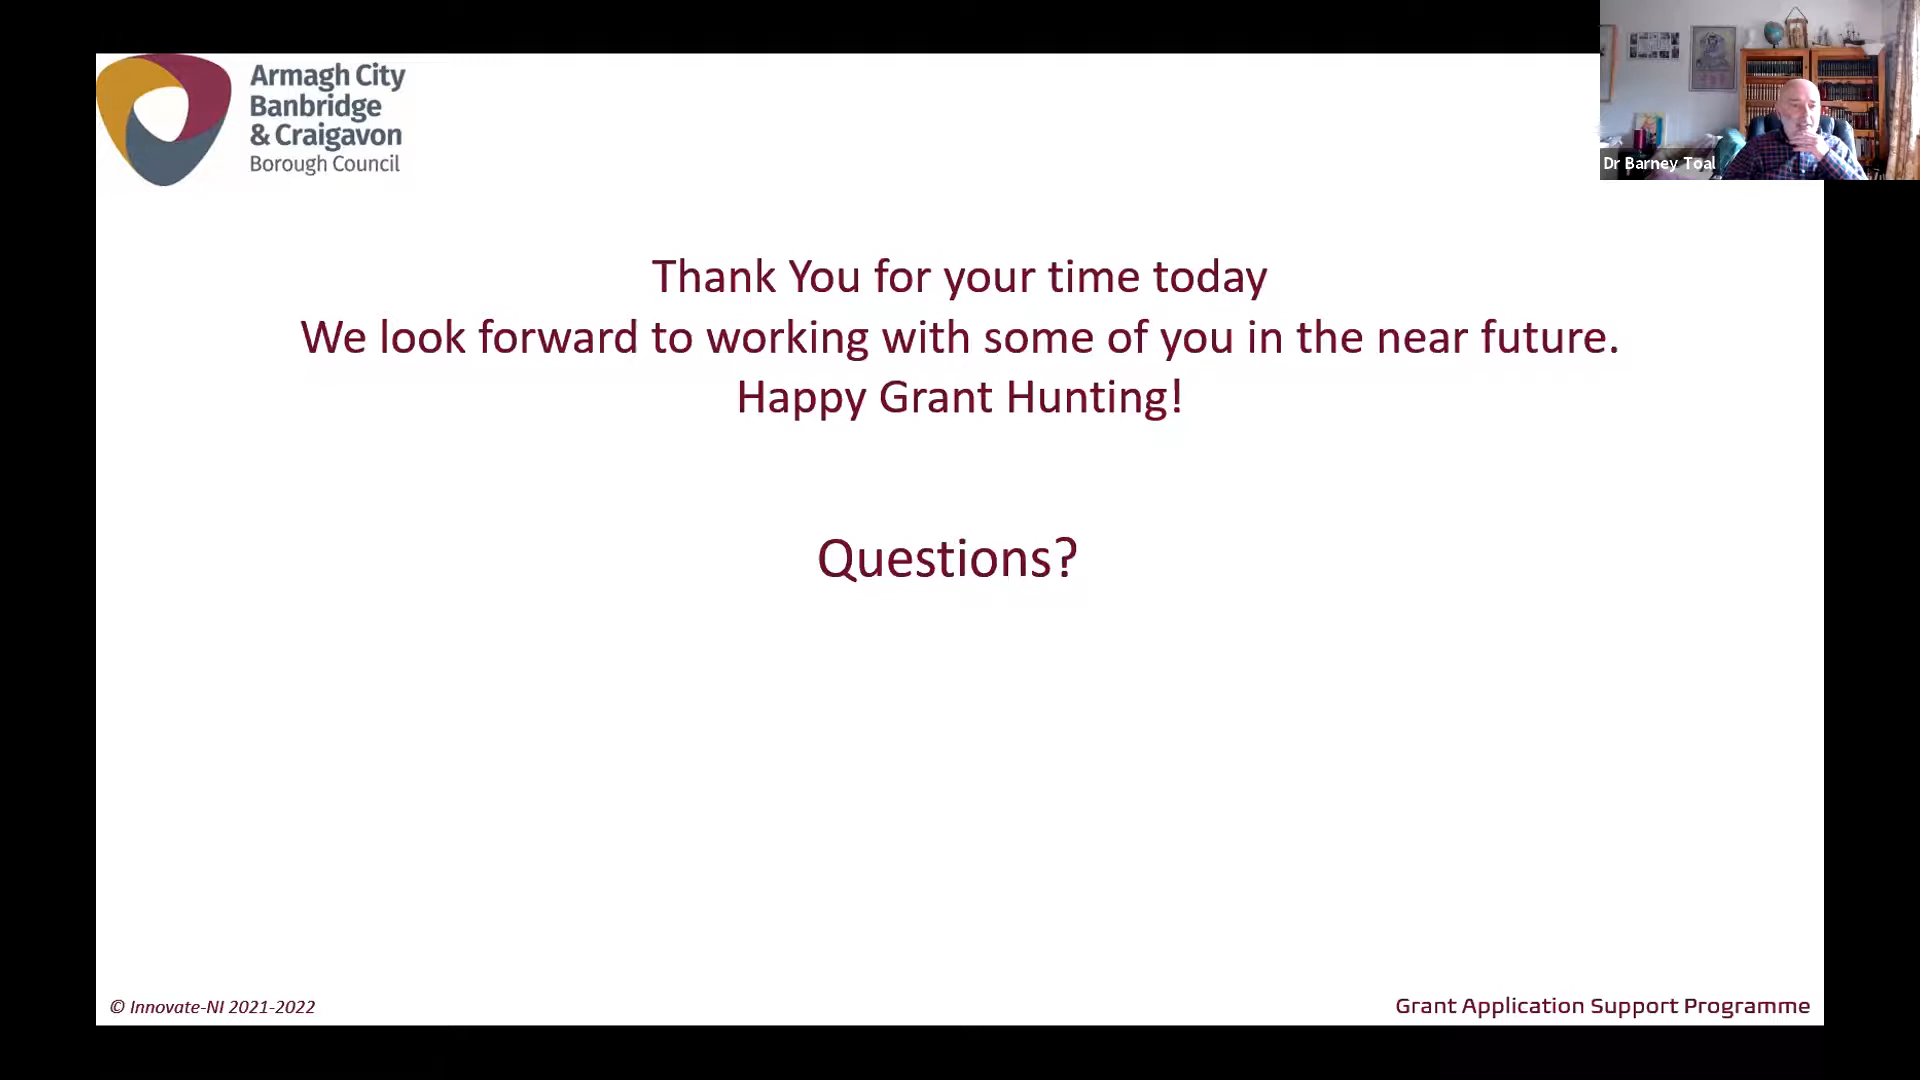 Armagh City
Banbridge
& Craigavon
Borough Council
Dr Barney Toal
Thank You for your time today
We look forward to working with some of you in the near future.
Happy Grant Hunting!
Questions?
© Innovate-NI 2021-2022
Grant Application Support Programme